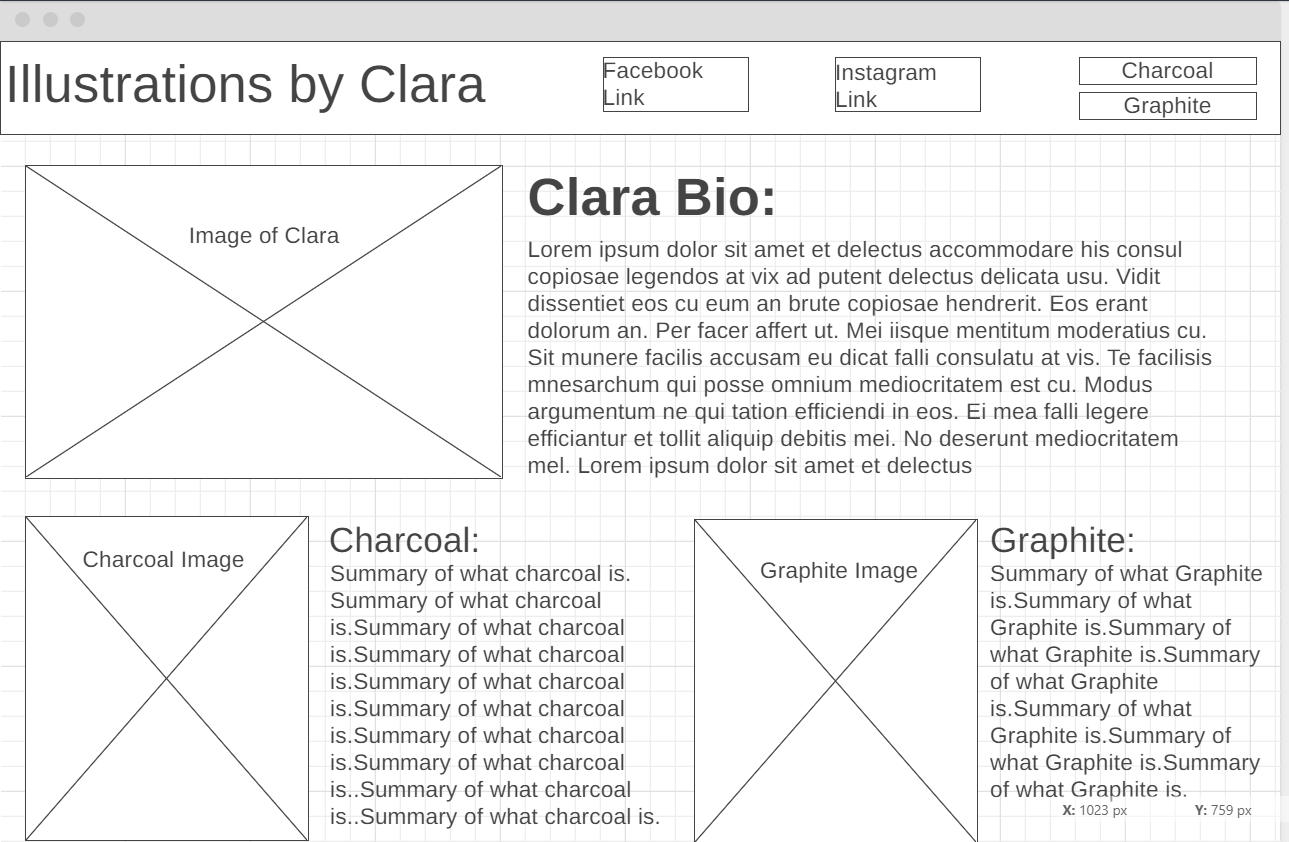 Illustrations by Clara
Facebook
Link
Instagram
Link
Charcoal
Graphite
Image of Clara
Clara Bio:
Lorem ipsum dolor sit amet et delectus accommodare his consul
copiosae legendos at vix ad putent delectus delicata usu. Vidit
dissentiet eos cu eum an brute copiosae hendrerit. Eos erant
dolorum an. Per facer affert ut. Mei iisque mentitum moderatius cu.
Sit munere facilis accusam eu dicat falli consulatu at vis. Te facilisis
mnesarchum qui posse omnium mediocritatem est cu. Modus
argumentum ne qui tation efficiendi in eos. Ei mea falli legere
efficiantur et tollit aliquip debitis mei. No deserunt mediocritatem
mel. Lorem ipsum dolor sit amet et delectus
Charcoal Image
Charcoal:
Summary of what charcoal is.
Summary of what charcoal
is.Summary of what charcoal
is.Summary of what charcoal
is.Summary of what charcoal
is.Summary of what charcoal
is.Summary of what charcoal
is.Summary of what charcoal
is..Summary of what charcoal
is..Summary of what charcoal is.
Graphite Image
Graphite:
Summary of what Graphite
is.Summary of what
Graphite is.Summary of
what Graphite is.Summary
of what Graphite
is.Summary of what
Graphite is.Summary of
what Graphite is.Summary
of what Graphite is.
X: 1023 px Y: 759 px